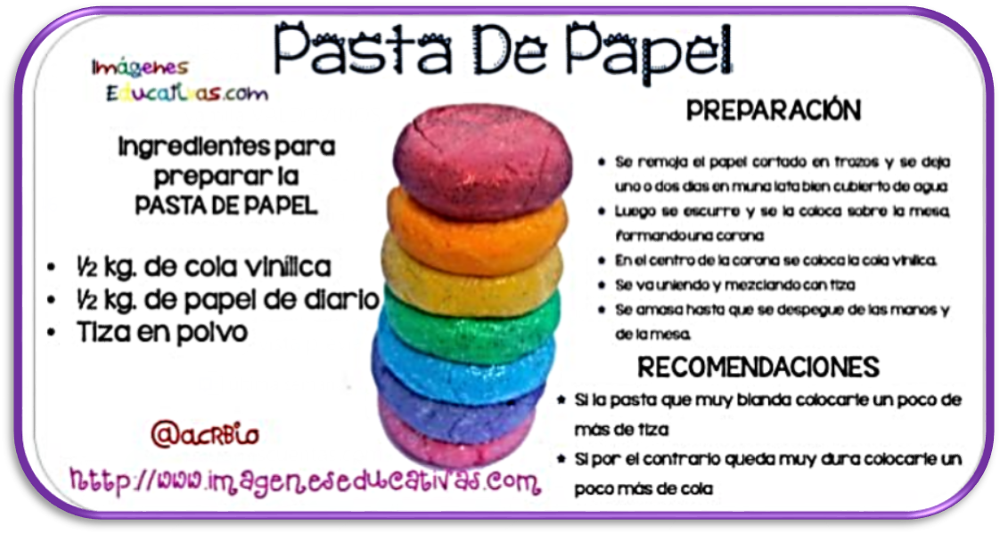 Pasta De Papel
Imágenes
Educativas.com
Ingredientes para
preparar la
PASTA DE PAPEL
• ½ kg. de cola vinílica
• ½ kg. de papel de diario
• Tiza en polvo
@acrbio
http://www.imageneseducativas.com
PREPARACIÓN
• Se remoja el papel cortado en trozos y se deja
uno o dos dias en muna lata bien cubierto de agua
• Luego se escurre y se la coloca sobre la mesa,
formando una corona
• En el centro de la corona se coloca la cola vinílica.
• Se va uniendo y mezclando con tiza
• Se amasa hasta que se despegue de las manos y
de la mesa.
RECOMENDACIONES
• Si la pasta que muy blanda colocarle un poco de
más de tiza
• Si por el contrario queda muy dura colocarle un
poco más de cola